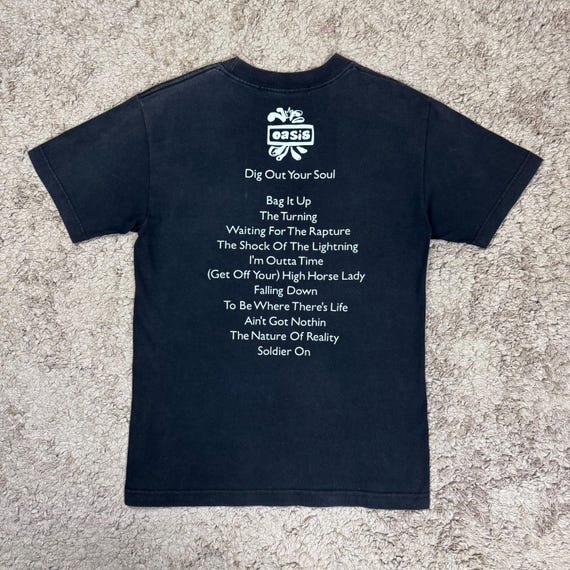 oasis
Dig Out Your Soul
Bag It Up
The Turning
Waiting For The Rapture
The Shock Of The Lightning
I'm Outta Time
(Get Off Your) High Horse Lady
Falling Down
To Be Where There's Life
Ain't Got Nothin
The Nature Of Reality
Soldier On